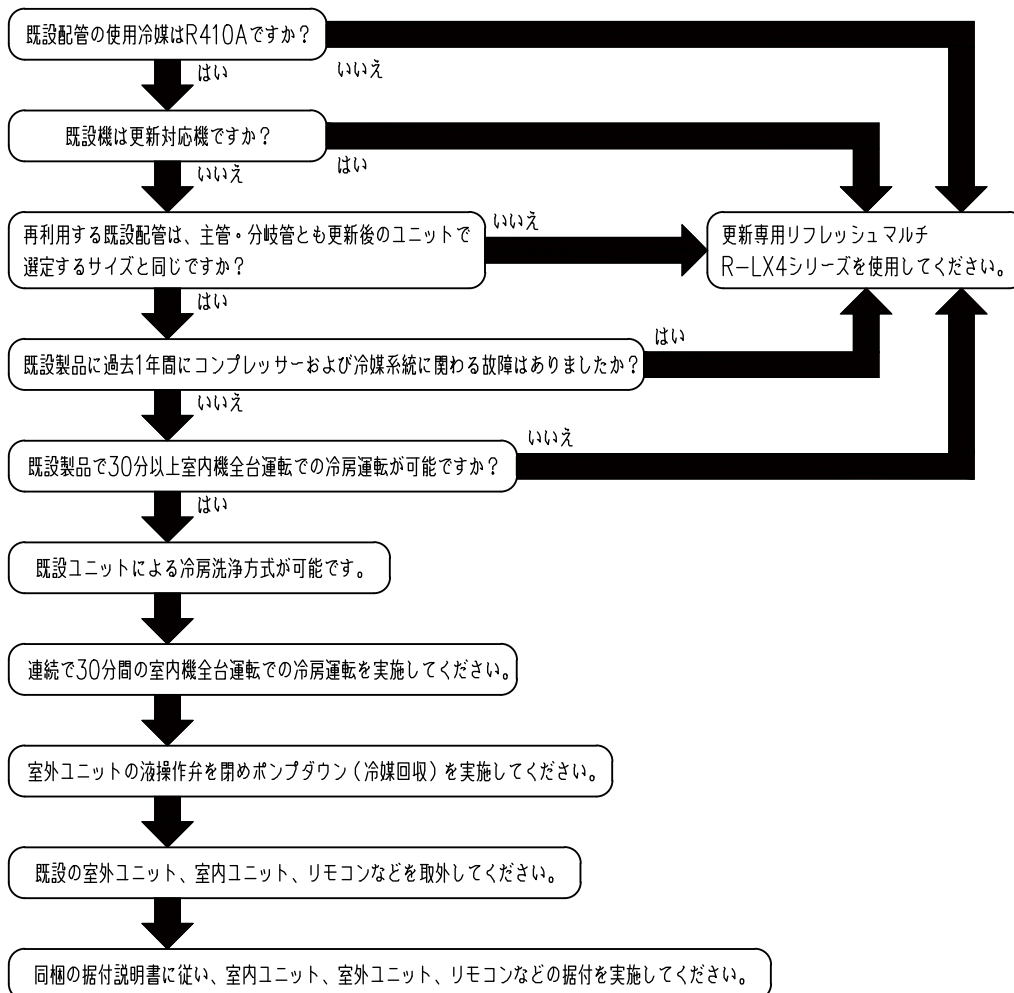 既設配管の使用冷媒はR410Aですか？
はい
いいえ
既設機は更新対応機ですか？
いいえ
はい
再利用する既設配管は、主管・分岐管とも更新後のユニットで
選定するサイズと同じですか？
いいえ
更新専用リフレッシュマルチ
R-LX4シリーズを使用してください。
はい
既設製品に過去1年間にコンプレッサーおよび冷媒系統に関わる故障はありましたか？
はい
いいえ
既設製品で30分以上室内機全台運転での冷房運転が可能ですか？
いいえ
はい
既設ユニットによる冷房洗浄方式が可能です。
連続で30分間の室内機全台運転での冷房運転を実施してください。
室外ユニットの液操作弁を閉めポンプダウン（冷媒回収）を実施してください。
既設の室外ユニット、室内ユニット、リモコンなどを取外してください。
同梱の据付説明書に従い、室内ユニット、室外ユニット、リモコンなどの据付を実施してください。